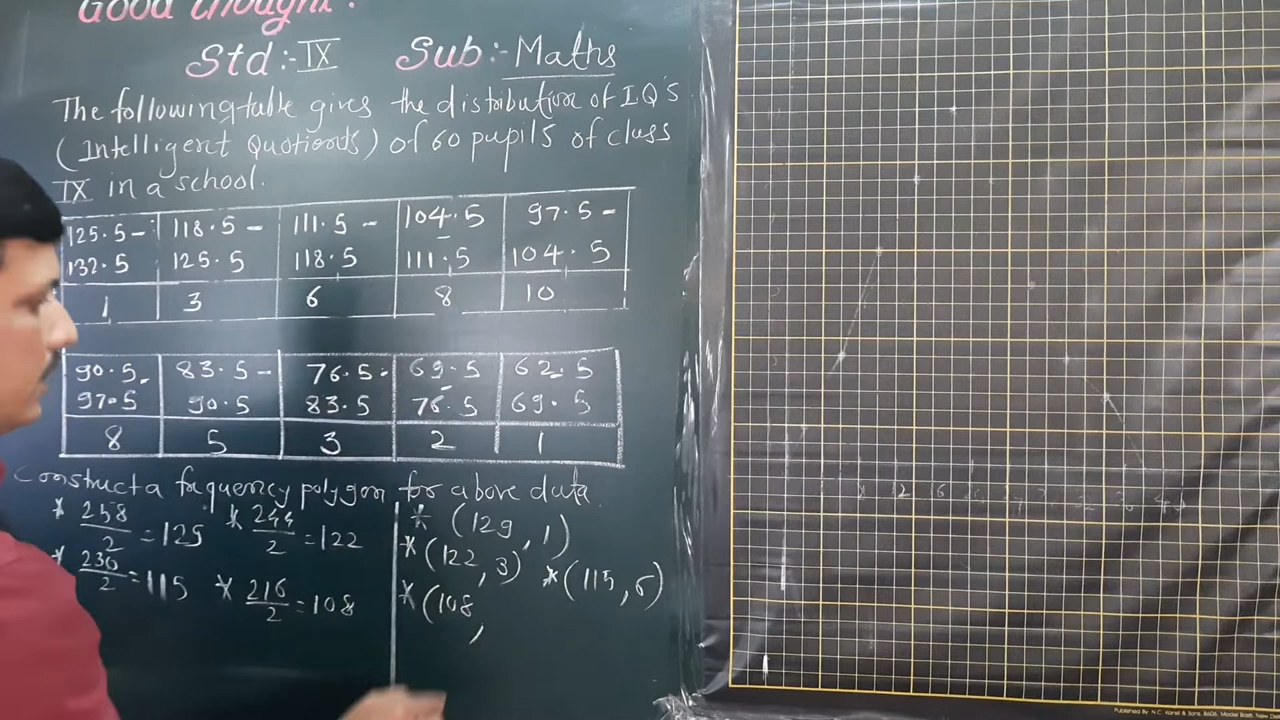 Good thought:
Std:- IX Sub:- Maths
The following table gives the distribution of I.Q's
(Intelligent Quotients) of 60 pupils of class
IX in a school.
125.5 - 118.5 - 111.5 - 104.5 - 97.5 -
132.5 125.5 118.5 111.5 104.5
1 3 6 8 10
90.5 - 83.5 - 76.5 - 69.5 - 62.5 -
97.5 90.5 83.5 76.5 69.5
8 5 3 2 1
Construct a frequency polygon for above data
* 258/2 = 129 * 244/2 = 122
* 230/2 = 115 * 216/2 = 108
* (129, 1)
* (122, 3) * (115, 6)
* (108,